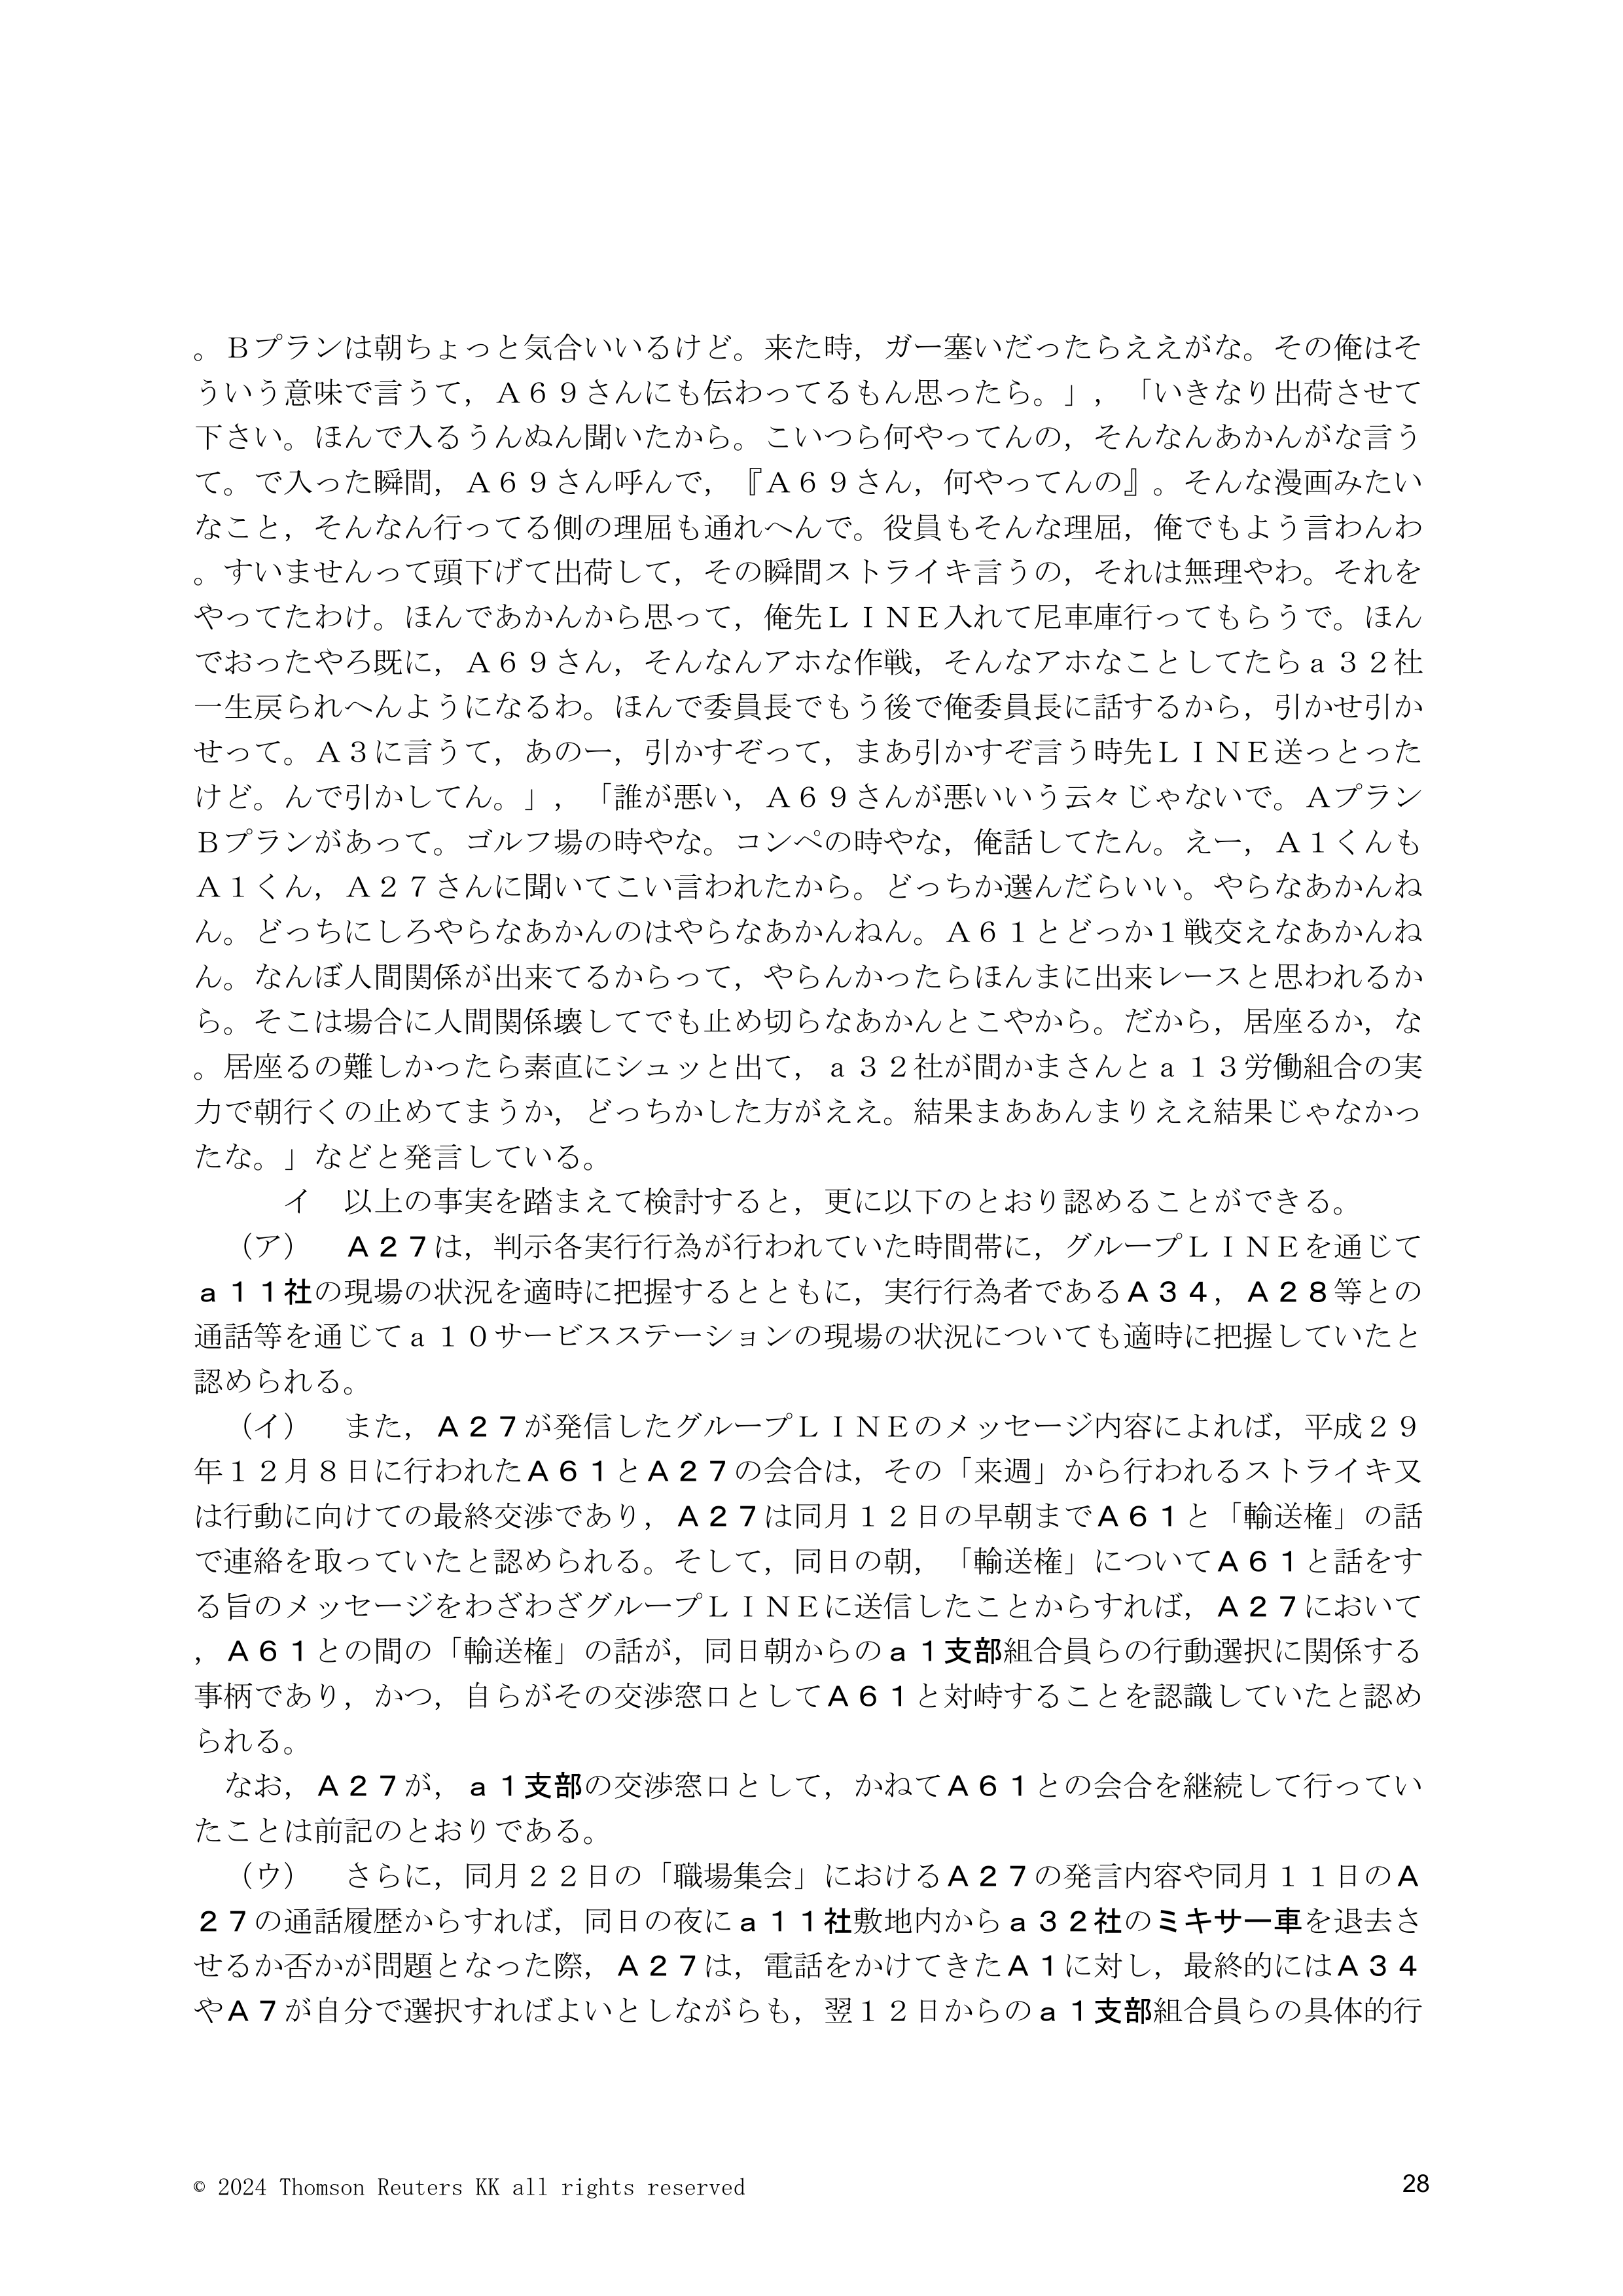 。Ｂプランは朝ちょっと気合いいるけど。来た時，ガー塞いだったらええがな。その俺はそ
ういう意味で言うて，Ａ６９さんにも伝わってるもん思ったら。」，「いきなり出荷させて
下さい。ほんで入るうんぬん聞いたから。こいつら何やってんの，そんなんあかんがな言う
て。で入った瞬間，Ａ６９さん呼んで，『Ａ６９さん，何やってんの』。そんな漫画みたい
なこと，そんなん行ってる側の理屈も通れへんで。役員もそんな理屈，俺でもよう言わんわ
。すいませんって頭下げて出荷して，その瞬間ストライキ言うの，それは無理やわ。それを
やってたわけ。ほんであかんから思って，俺先ＬＩＮＥ入れて尼車庫行ってもらうで。ほん
でおったやろ既に，Ａ６９さん，そんなんアホな作戦，そんなアホなことしてたらａ３２社
一生戻られへんようになるわ。ほんで委員長でもう後で俺委員長に話するから，引かせ引か
せって。Ａ３に言うて，あのー，引かすぞって，まあ引かすぞ言う時先ＬＩＮＥ送っとった
けど。んで引かしてん。」，「誰が悪い，Ａ６９さんが悪いいう云々じゃないで。Ａプラン
Ｂプランがあって。ゴルフ場の時やな。コンペの時やな，俺話してたん。えー，Ａ１くんも
Ａ１くん，Ａ２７さんに聞いてこい言われたから。どっちか選んだらいい。やらなあかんね
ん。どっちにしろやらなあかんのはやらなあかんねん。Ａ６１とどっか１戦交えなあかんね
ん。なんぼ人間関係が出来てるからって，やらんかったらほんまに出来レースと思われるか
ら。そこは場合に人間関係壊してでも止め切らなあかんとこやから。だから，居座るか，な
。居座るの難しかったら素直にシュッと出て，ａ３２社が間かまさんとａ１３労働組合の実
力で朝行くの止めてまうか，どっちかした方がええ。結果まああんまりええ結果じゃなかっ
たな。」などと発言している。
　　　イ　以上の事実を踏まえて検討すると，更に以下のとおり認めることができる。
　（ア）　Ａ２７は，判示各実行行為が行われていた時間帯に，グループＬＩＮＥを通じて
ａ１１社の現場の状況を適時に把握するとともに，実行行為者であるＡ３４，Ａ２８等との
通話等を通じてａ１０サービスステーションの現場の状況についても適時に把握していたと
認められる。
　（イ）　また，Ａ２７が発信したグループＬＩＮＥのメッセージ内容によれば，平成２９
年１２月８日に行われたＡ６１とＡ２７の会合は，その「来週」から行われるストライキ又
は行動に向けての最終交渉であり，Ａ２７は同月１２日の早朝までＡ６１と「輸送権」の話
で連絡を取っていたと認められる。そして，同日の朝，「輸送権」についてＡ６１と話をす
る旨のメッセージをわざわざグループＬＩＮＥに送信したことからすれば，Ａ２７において
，Ａ６１との間の「輸送権」の話が，同日朝からのａ１支部組合員らの行動選択に関係する
事柄であり，かつ，自らがその交渉窓口としてＡ６１と対峙することを認識していたと認め
られる。
　なお，Ａ２７が，ａ１支部の交渉窓口として，かねてＡ６１との会合を継続して行ってい
たことは前記のとおりである。
　（ウ）　さらに，同月２２日の「職場集会」におけるＡ２７の発言内容や同月１１日のＡ
２７の通話履歴からすれば，同日の夜にａ１１社敷地内からａ３２社のミキサー車を退去さ
せるか否かが問題となった際，Ａ２７は，電話をかけてきたＡ１に対し，最終的にはＡ３４
やＡ７が自分で選択すればよいとしながらも，翌１２日からのａ１支部組合員らの具体的行
© 2024 Thomson Reuters KK all rights reserved
28